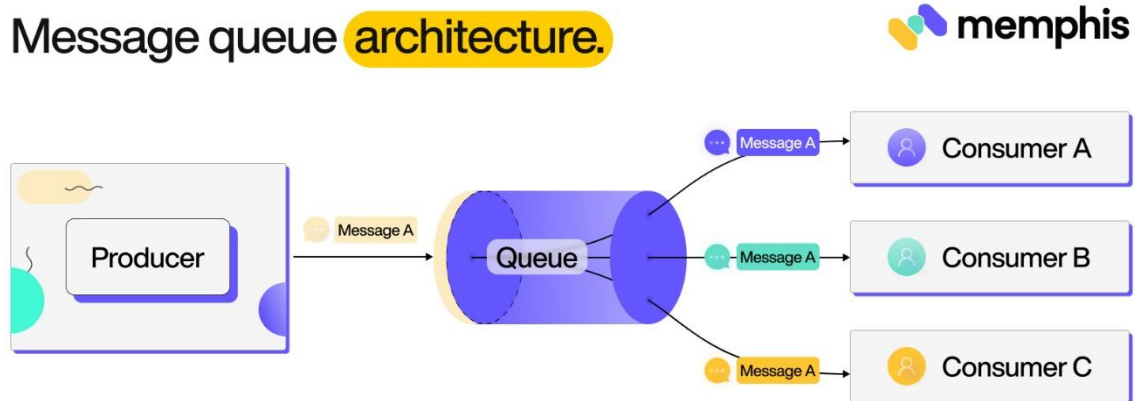 Message queue architecture.
memphis
Producer
Message A
Queue
Message A
Consumer A
Message A
Consumer B
Message A
Consumer C